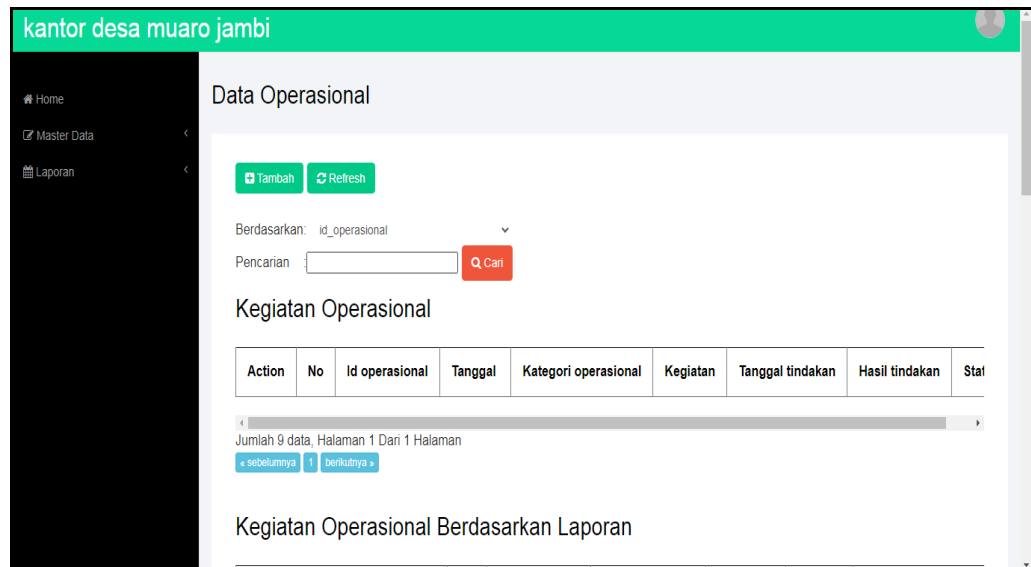 kantor desa muaro jambi
Home
Master Data
Laporan
Data Operasional
Tambah Refresh
Berdasarkan: id_operasional
Pencarian : Cari
Kegiatan Operasional
Action No Id operasional Tanggal Kategori operasional Kegiatan Tanggal tindakan Hasil tindakan Stat
Jumlah 9 data, Halaman 1 Dari 1 Halaman
« sebelumnya 1 berikutnya »
Kegiatan Operasional Berdasarkan Laporan